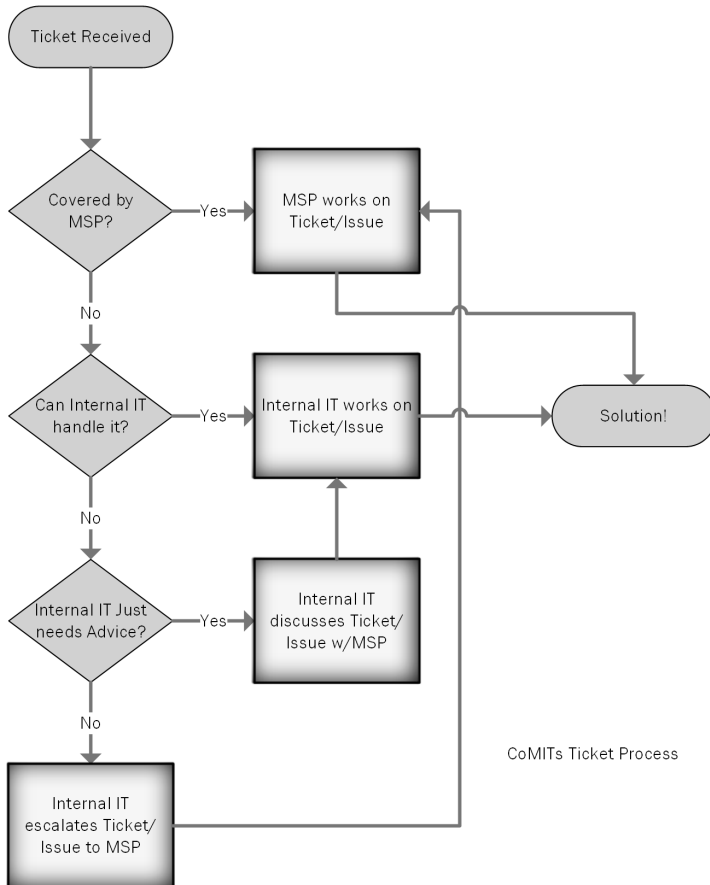 Ticket Received
Covered by
MSP?
Yes
MSP works on
Ticket/Issue
No
Can Internal IT
handle it?
Yes
Internal IT works on
Ticket/Issue
Solution!
No
Internal IT Just
needs Advice?
Yes
Internal IT
discusses Ticket/
Issue w/MSP
No
CoMITs Ticket Process
Internal IT
escalates Ticket/
Issue to MSP